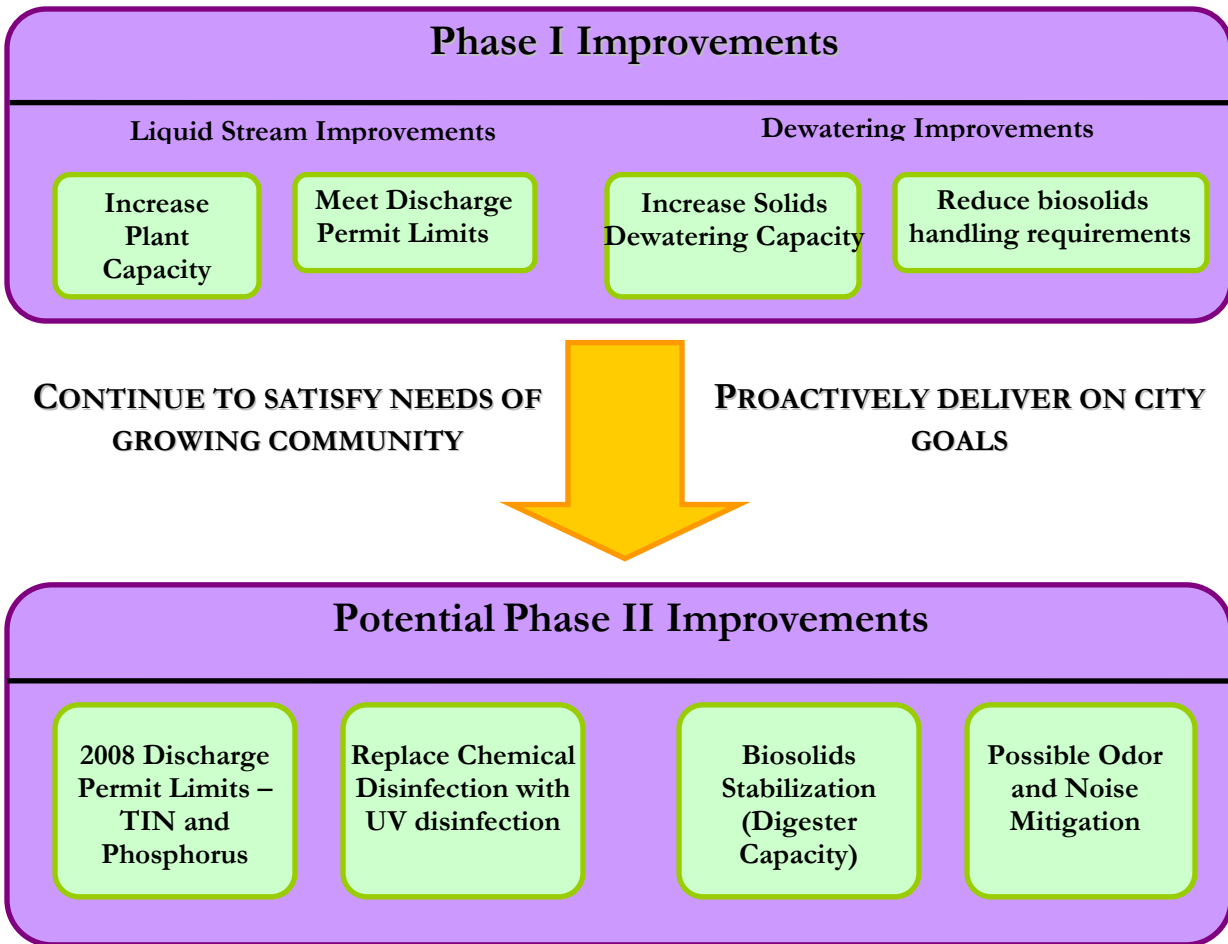 Phase I Improvements
Liquid Stream Improvements
Dewatering Improvements
Increase
Plant
Capacity
Meet Discharge
Permit Limits
Increase Solids
Dewatering Capacity
Reduce biosolids
handling requirements
CONTINUE TO SATISFY NEEDS OF
GROWING COMMUNITY
PROACTIVELY DELIVER ON CITY
GOALS
Potential Phase II Improvements
2008 Discharge
Permit Limits –
TIN and
Phosphorus
Replace Chemical
Disinfection with
UV disinfection
Biosolids
Stabilization
(Digester
Capacity)
Possible Odor
and Noise
Mitigation